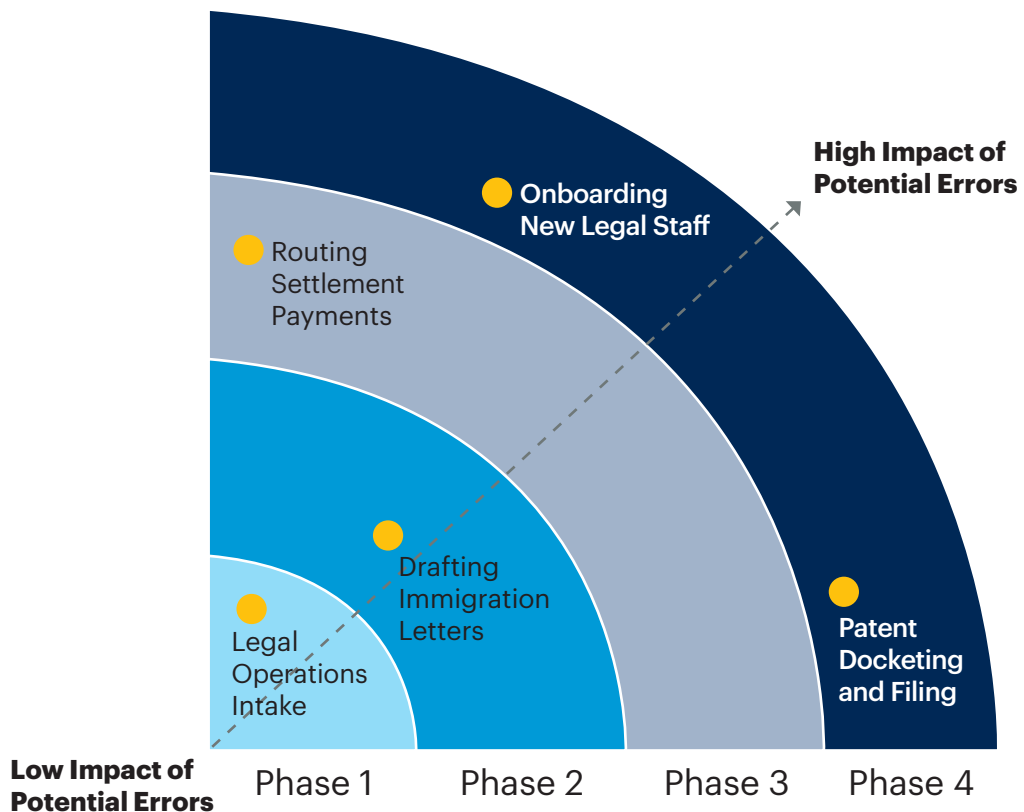 High Impact of
Potential Errors
Onboarding
New Legal Staff
Routing
Settlement
Payments
Drafting
Immigration
Letters
Patent
Docketing
and Filing
Legal
Operations
Intake
Low Impact of
Potential Errors
Phase 1
Phase 2
Phase 3
Phase 4